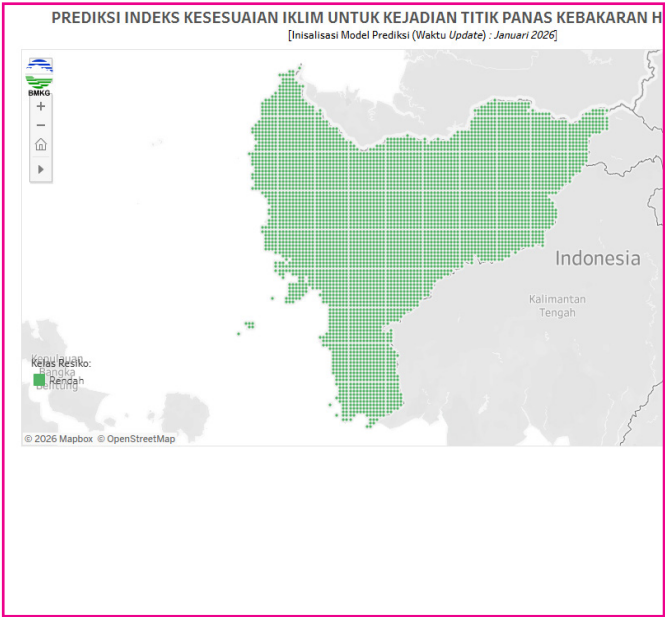 PREDIKSI INDEKS KESESUAIAN IKLIM UNTUK KEJADIAN TITIK PANAS KEBAKARAN H
[Inisalisasi Model Prediksi (Waktu Update) : Januari 2026]
BMKG
Indonesia
Kalimantan
Tengah
Kepulauan
Kelas Resiko:
Bangka
Rendah
Belitung
© 2026 Mapbox © OpenStreetMap